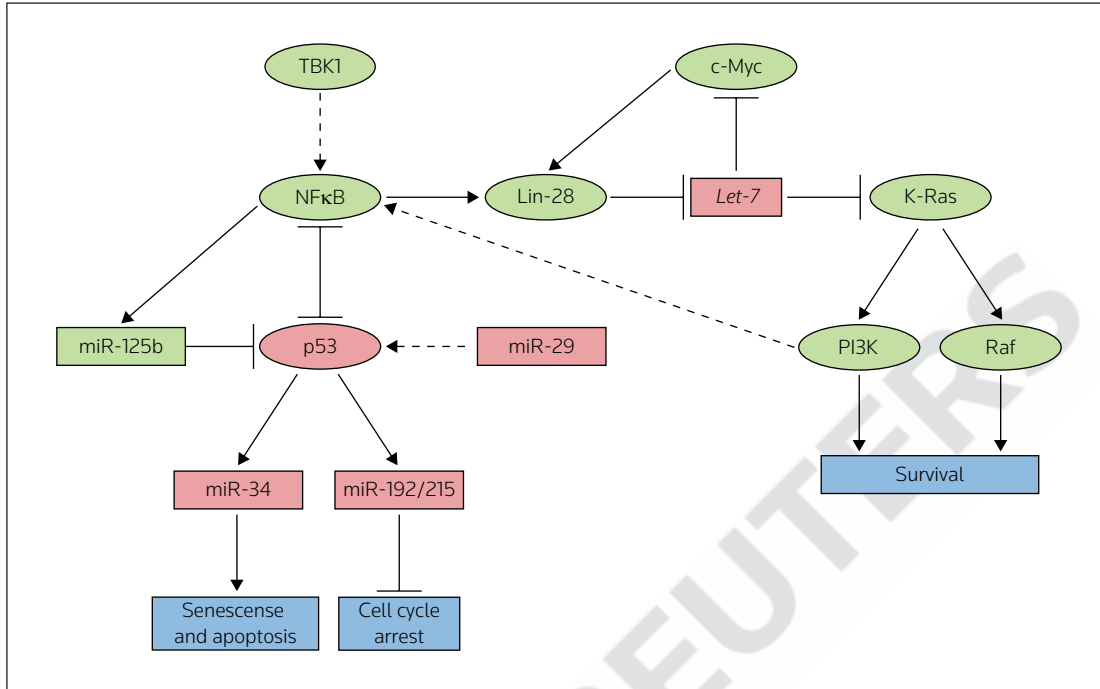 TBK1
c-Myc
NFκB
Lin-28
Let-7
K-Ras
miR-125b
p53
miR-29
PI3K
Raf
miR-34
miR-192/215
Survival
Senescense
and apoptosis
Cell cycle
arrest
EUTERS